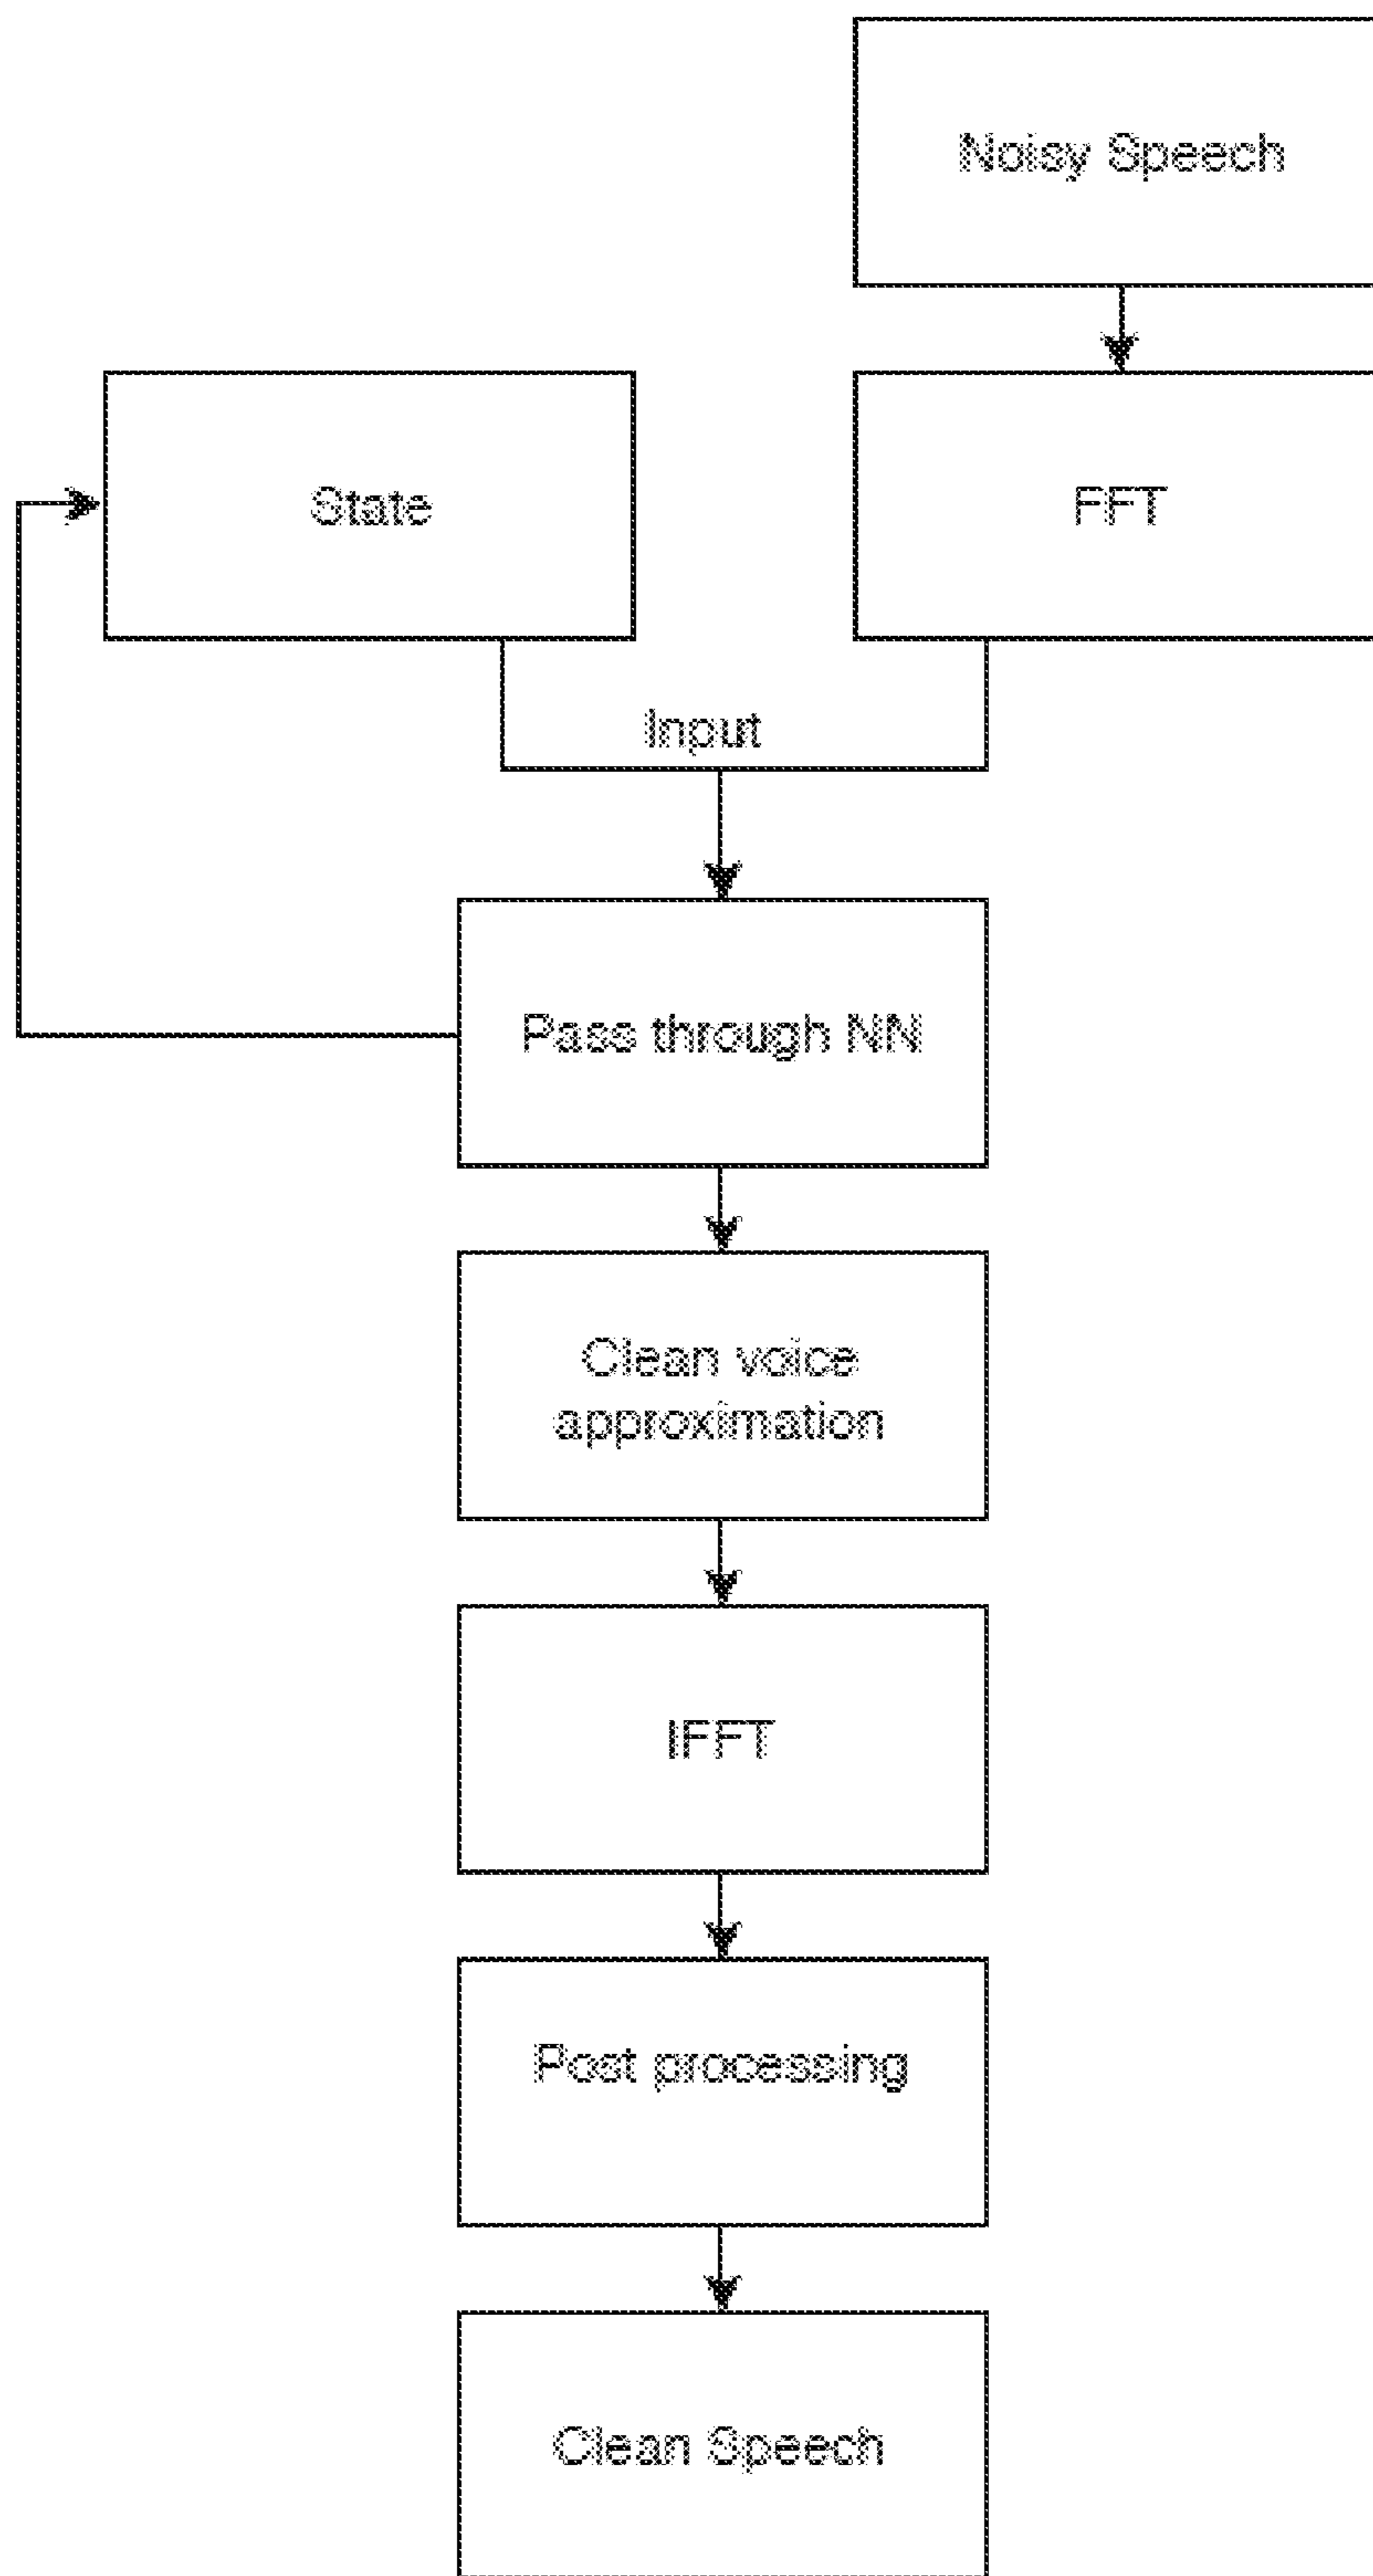 Noisy Speech
State
FFT
Input
Pass through NN
Clean voice
approximation
IFFT
Post processing
Clean Speech